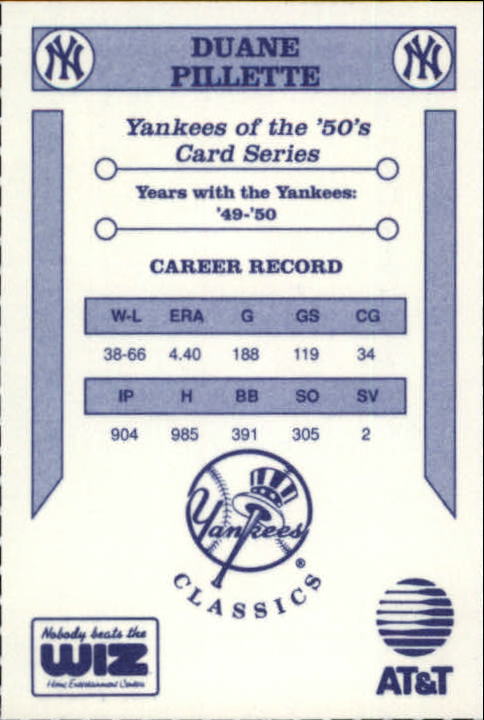 DUANE
PILLETTE
Yankees of the '50's
Card Series
Years with the Yankees:
'49-'50
CAREER RECORD
W-L ERA G GS CG
38-66 4.40 188 119 34
IP H BB SO SV
904 985 391 305 2
Yankees
®
CLASSICS
Nobody beats the
WIZ
Home Entertainment Centers
AT&T